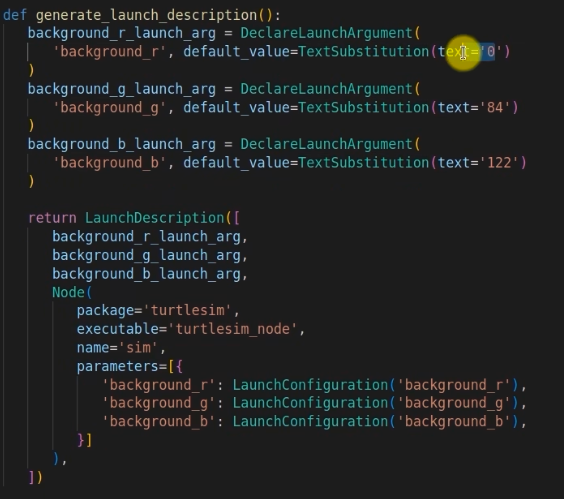 def generate_launch_description():
    background_r_launch_arg = DeclareLaunchArgument(
        'background_r', default_value=TextSubstitution(text='0')
    )
    background_g_launch_arg = DeclareLaunchArgument(
        'background_g', default_value=TextSubstitution(text='84')
    )
    background_b_launch_arg = DeclareLaunchArgument(
        'background_b', default_value=TextSubstitution(text='122')
    )

    return LaunchDescription([
        background_r_launch_arg,
        background_g_launch_arg,
        background_b_launch_arg,
        Node(
            package='turtlesim',
            executable='turtlesim_node',
            name='sim',
            parameters=[{
                'background_r': LaunchConfiguration('background_r'),
                'background_g': LaunchConfiguration('background_g'),
                'background_b': LaunchConfiguration('background_b'),
            }]
        ),
    ])